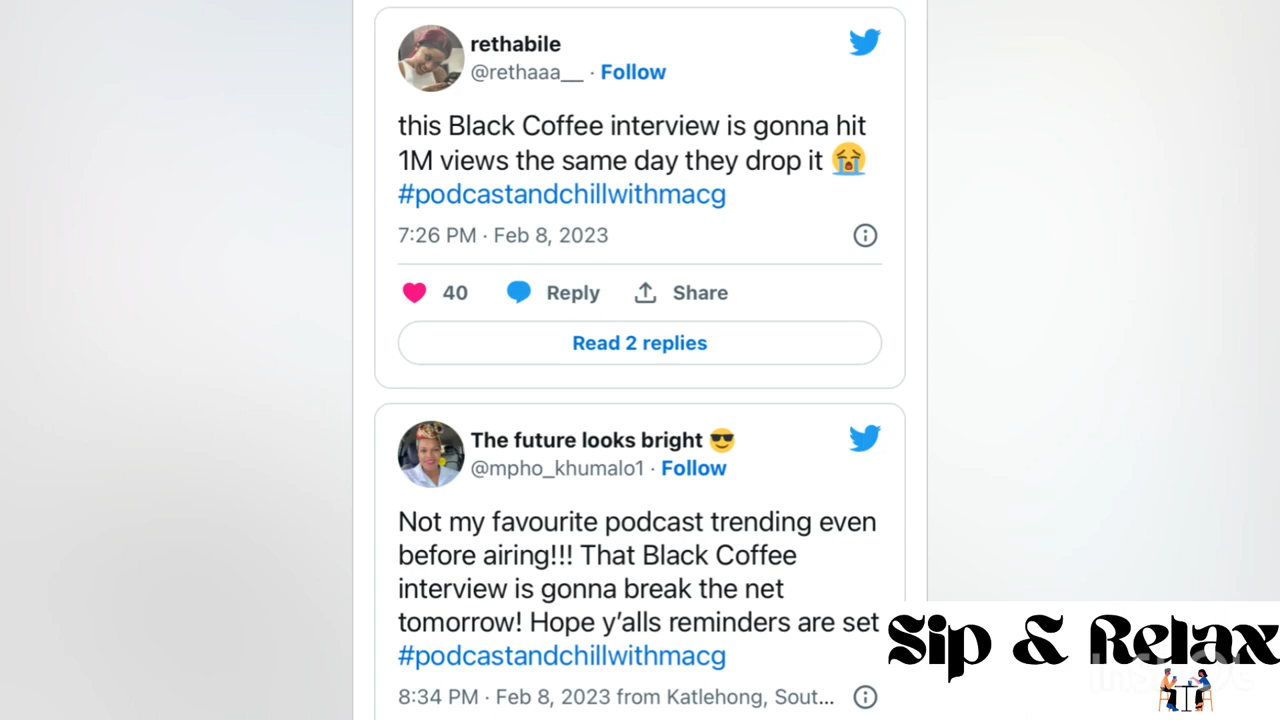 rethabile
@rethaaa__ · Follow
this Black Coffee interview is gonna hit
1M views the same day they drop it 😭
#podcastandchillwithmacg
7:26 PM · Feb 8, 2023
40 Reply Share
Read 2 replies
The future looks bright 😎
@mpho_khumalo1 · Follow
Not my favourite podcast trending even
before airing!!! That Black Coffee
interview is gonna break the net
tomorrow! Hope y’alls reminders are set
#podcastandchillwithmacg
8:34 PM · Feb 8, 2023 from Katlehong, Sout...
Sip & Relax